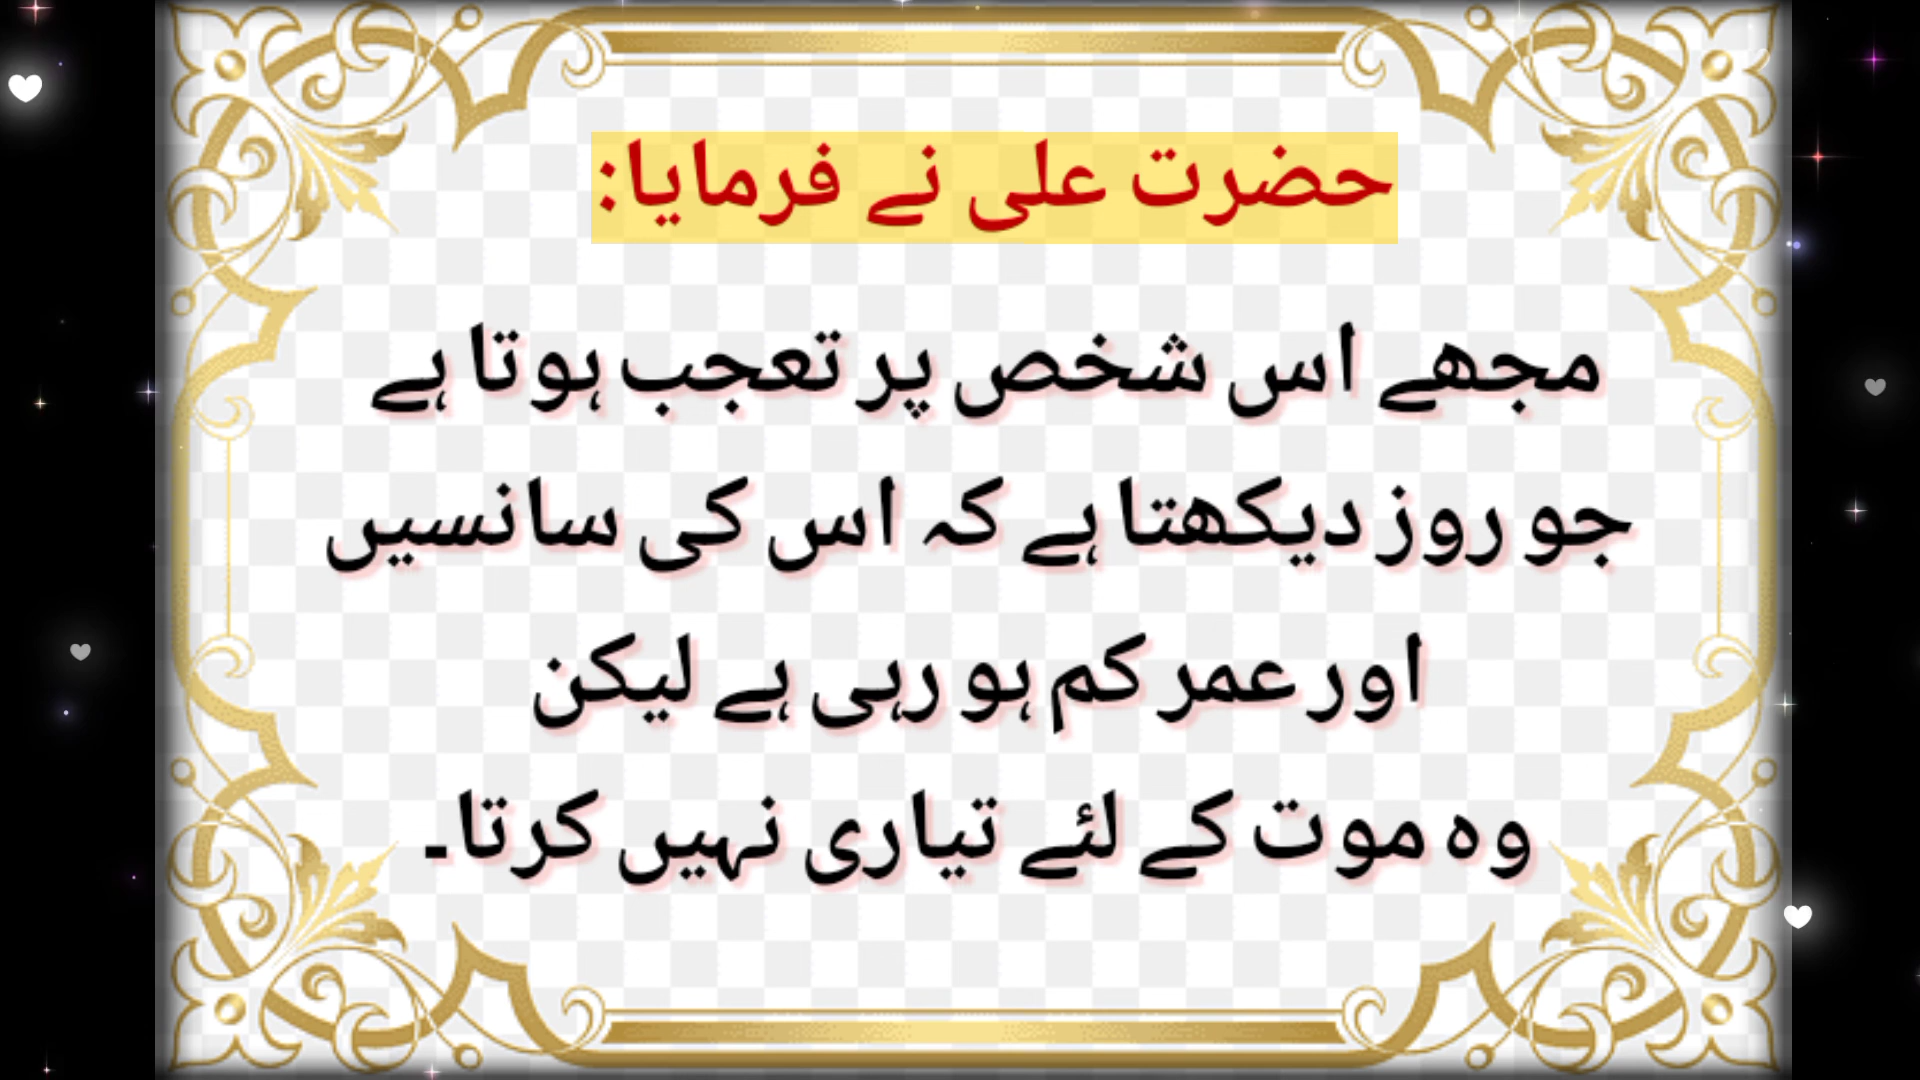 حضرت علی نے فرمایا:
مجھے اس شخص پر تعجب ہوتا ہے
جو روز دیکھتا ہے کہ اس کی سانسیں
اور عمر کم ہو رہی ہے لیکن
وہ موت کے لئے تیاری نہیں کرتا۔